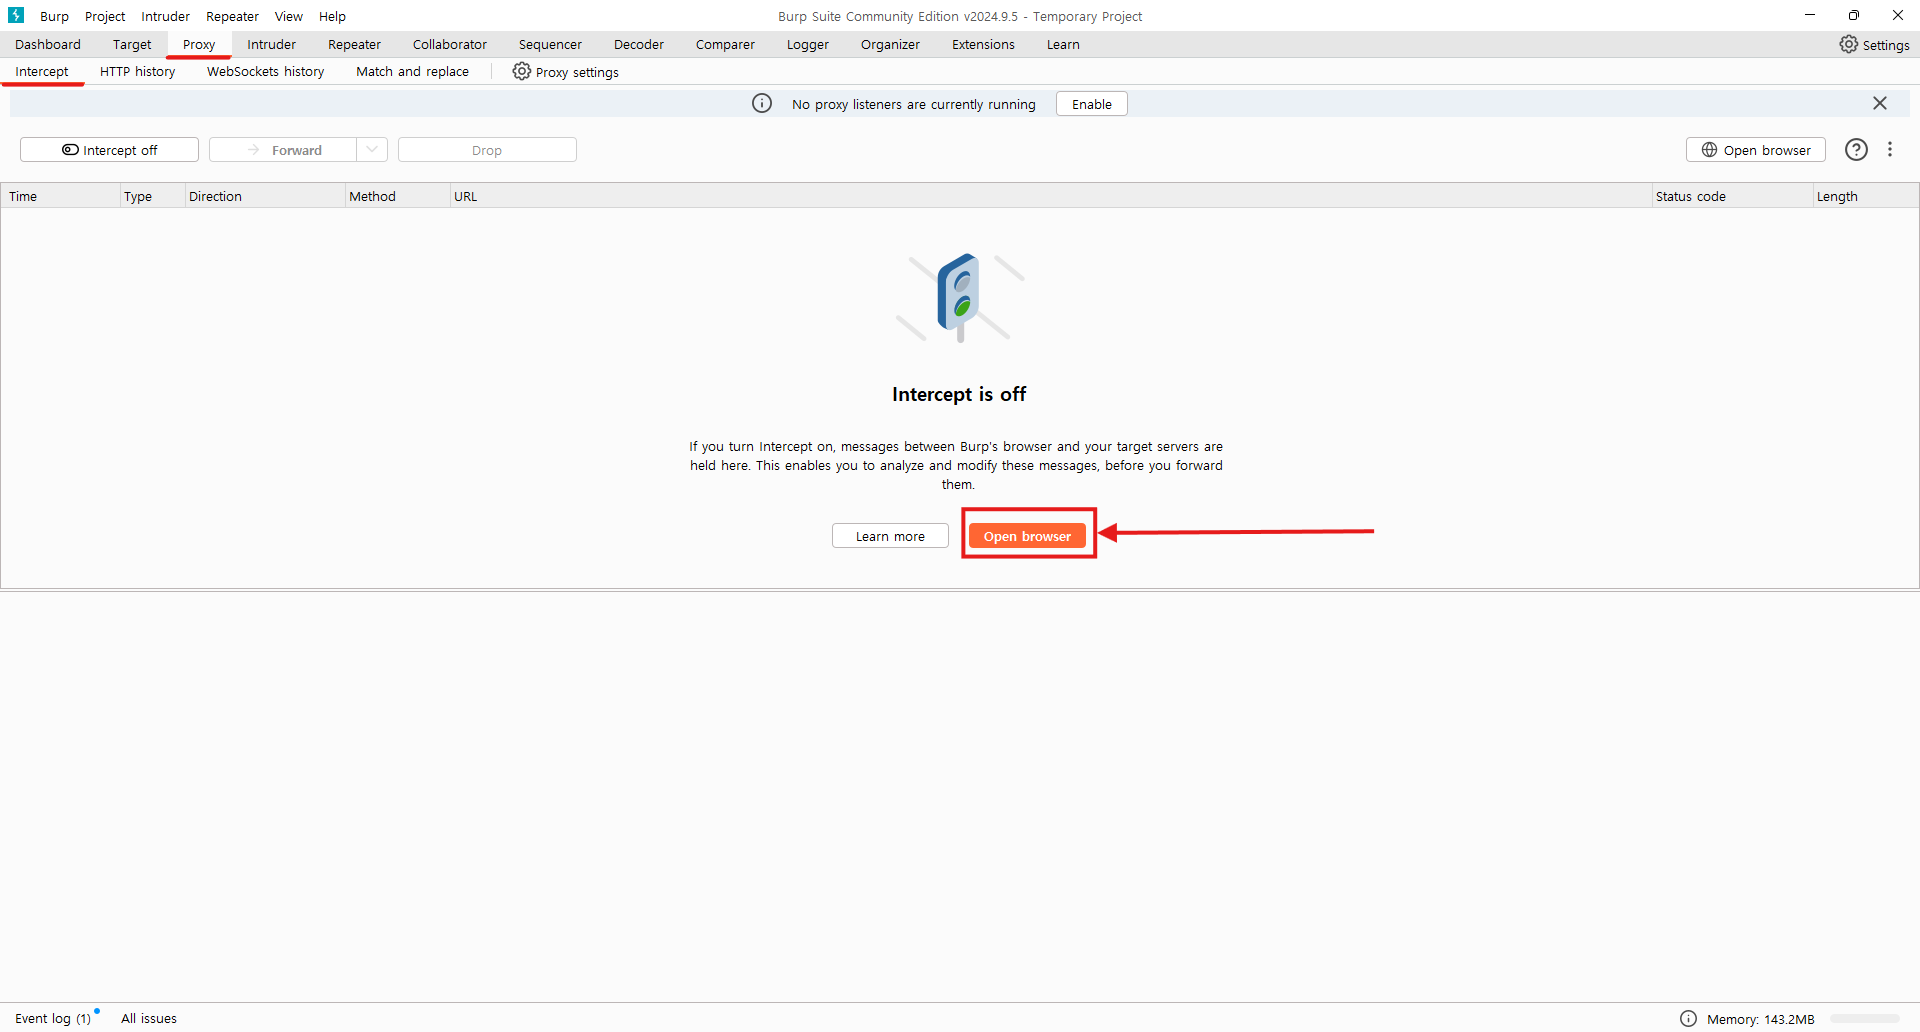 Burp Project Intruder Repeater View Help Burp Suite Community Edition v2024.9.5 - Temporary Project
Dashboard Target Proxy Intruder Repeater Collaborator Sequencer Decoder Comparer Logger Organizer Extensions Learn Settings
Intercept HTTP history WebSockets history Match and replace Proxy settings
No proxy listeners are currently running Enable
Intercept off Forward Drop Open browser
Time Type Direction Method URL Status code Length
Intercept is off
If you turn Intercept on, messages between Burp's browser and your target servers are
held here. This enables you to analyze and modify these messages, before you forward
them.
Learn more Open browser
Event log (1) All issues Memory: 143.2MB